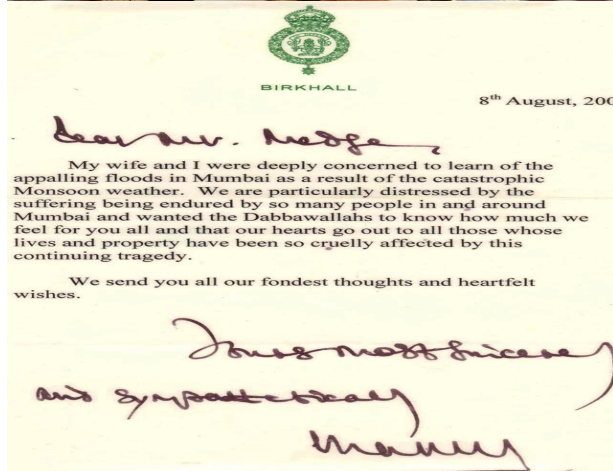 BIRKHALL
8th August, 200
Dear Mr. Medge,
My wife and I were deeply concerned to learn of the
appalling floods in Mumbai as a result of the catastrophic
Monsoon weather. We are particularly distressed by the
suffering being endured by so many people in and around
Mumbai and wanted the Dabbawallahs to know how much we
feel for you all and that our hearts go out to all those whose
lives and property have been so cruelly affected by this
continuing tragedy.
We send you all our fondest thoughts and heartfelt
wishes.
Yours most sincerely
and sympathetically